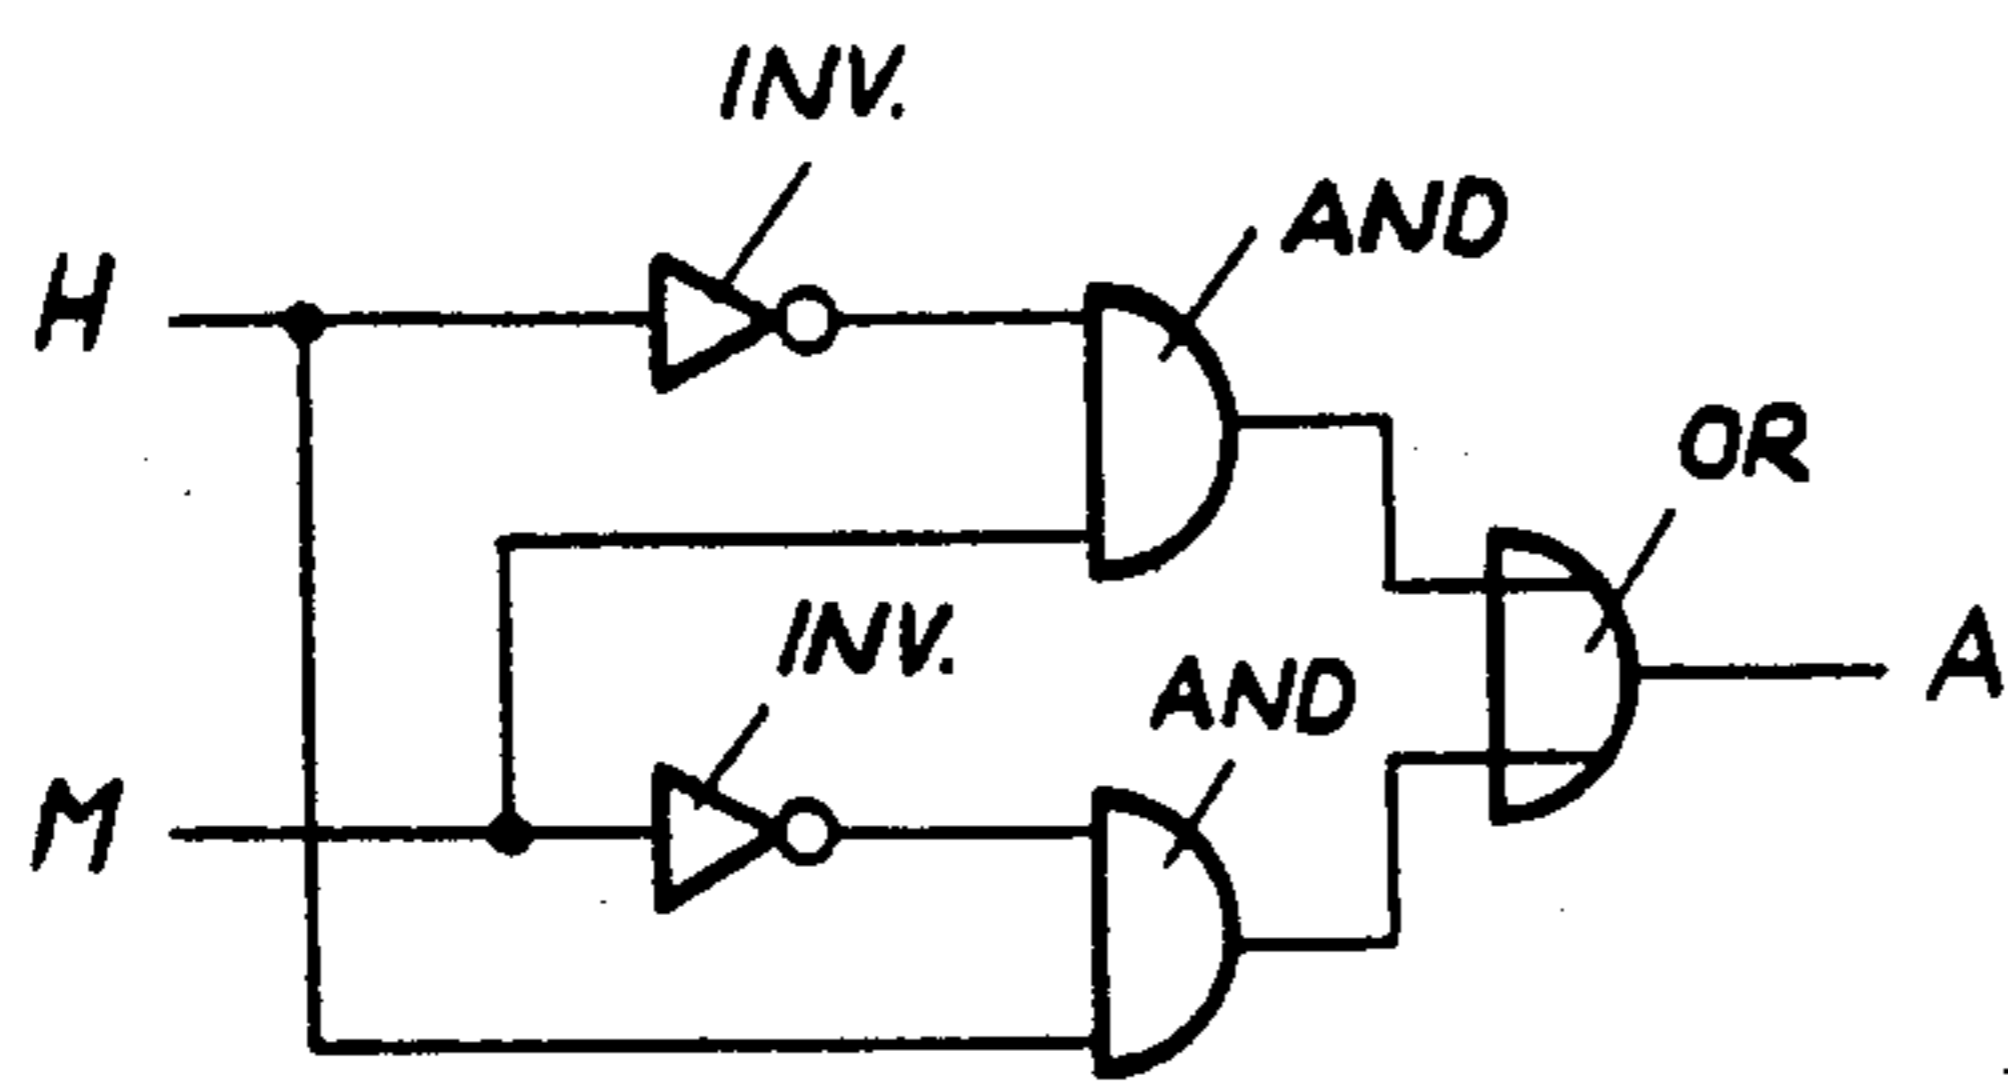 INV.
AND
H
OR
INV.
A
AND
M